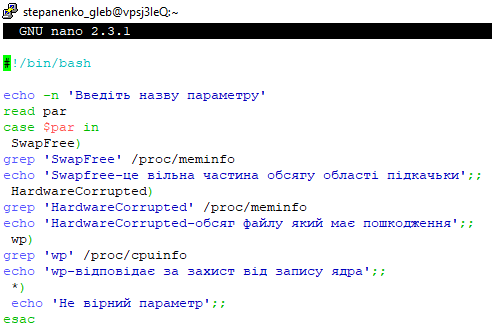 stepanenko_gleb@vpsj3leQ:~
GNU nano 2.3.1
#!/bin/bash
echo -n 'Введіть назву параметру'
read par
case $par in
SwapFree)
grep 'SwapFree' /proc/meminfo
echo 'Swapfree-це вільна частина обсягу області підкачьки';;
HardwareCorrupted)
grep 'HardwareCorrupted' /proc/meminfo
echo 'HardwareCorrupted-обсяг файлу який має пошкодження';;
wp)
grep 'wp' /proc/cpuinfo
echo 'wp-відповідає за захист від запису ядра';;
*)
echo 'Не вірний параметр';;
esac